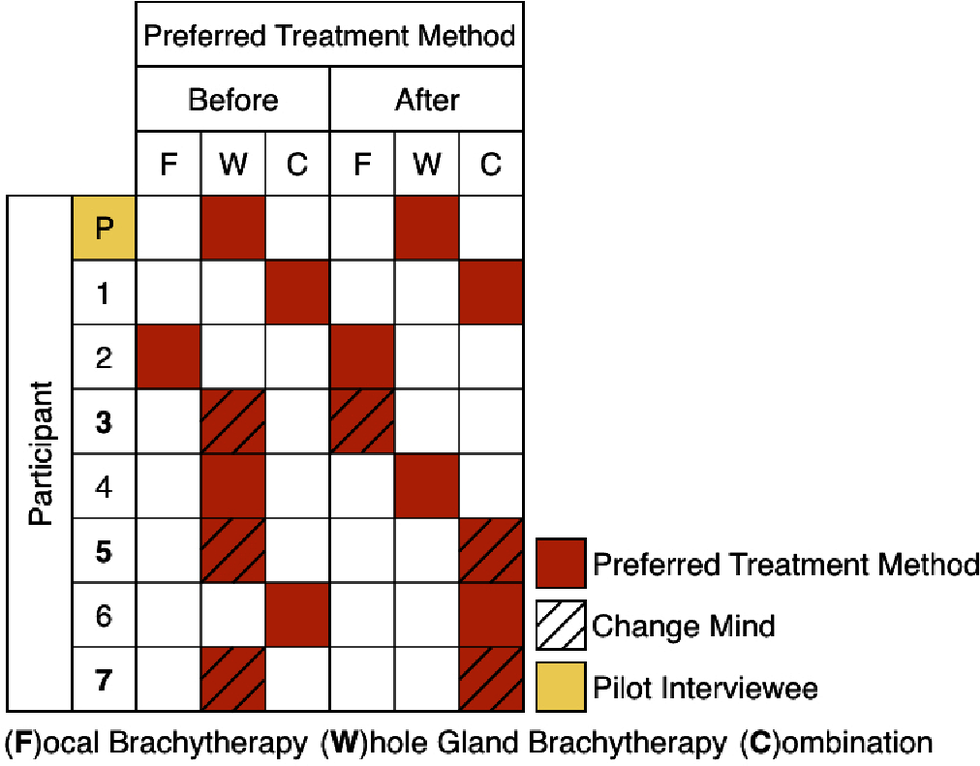 Preferred Treatment Method
Before After
F W C F W C
Participant
P
1
2
3
4
5
6
7
Preferred Treatment Method
Change Mind
Pilot Interviewee
(F)ocal Brachytherapy (W)hole Gland Brachytherapy (C)ombination